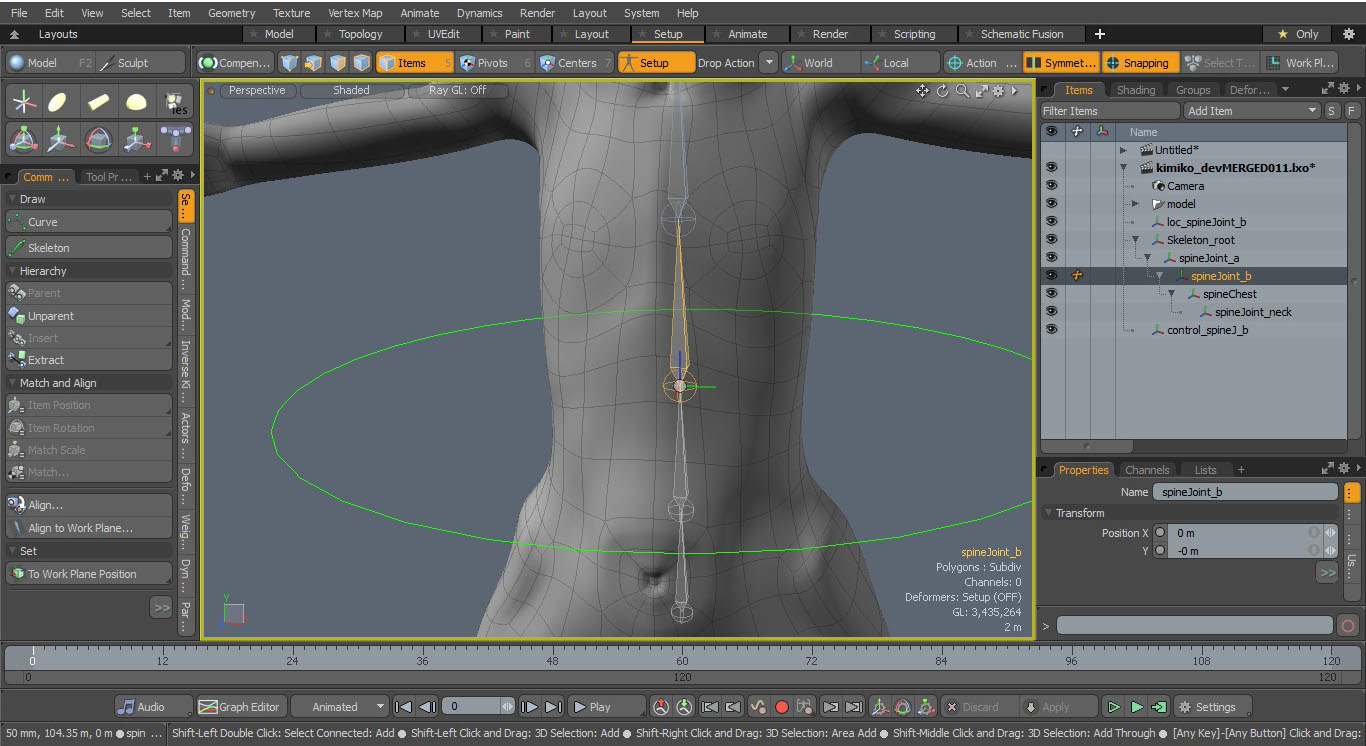 File Edit View Select Item Geometry Texture Vertex Map Animate Dynamics Render Layout System Help
Layouts Model Topology UVEdit Paint Layout Setup Animate Render Scripting Schematic Fusion + Only
Model F2 Sculpt Compen... Items 5 Pivots 6 Centers 7 Setup Drop Action World Local Action ... Symmet... Snapping Select T... Work Pl...
ies
Comm ... Tool Pr ... +
Draw
Curve
Skeleton
Hierarchy
Parent
Unparent
Insert
Extract
Match and Align
Item Position
Item Rotation
Match Scale
Match...
Align...
Align to Work Plane...
Set
To Work Plane Position
>>
Se...
Command ...
Mod...
Inverse Ki ...
Actors ...
Defo ...
Weig...
Dyn ...
Par ...
Perspective Shaded Ray GL: Off
spineJoint_b
Polygons : Subdiv
Channels: 0
Deformers: Setup (OFF)
GL: 3,435,264
2 m
Y
Items Shading Groups Defor...
Filter Items Add Item S F
Name
Untitled*
kimiko_devMERGED011.lxo*
Camera
model
loc_spineJoint_b
Skeleton_root
spineJoint_a
spineJoint_b
spineChest
spineJoint_neck
control_spineJ_b
Properties Channels Lists +
Name spineJoint_b
Transform
Position X 0 m
Y -0 m
>>
Us...
>
0 12 24 36 48 60 72 84 96 108 120
0 120 120
Audio Graph Editor Animated 0 Play Discard Apply Settings
50 mm, 104.35 m, 0 m spin ... Shift-Left Double Click: Select Connected: Add ● Shift-Left Click and Drag: 3D Selection: Add ● Shift-Right Click and Drag: 3D Selection: Area Add ● Shift-Middle Click and Drag: 3D Selection: Add Through ● [Any Key]-[Any Button] Click and Drag: